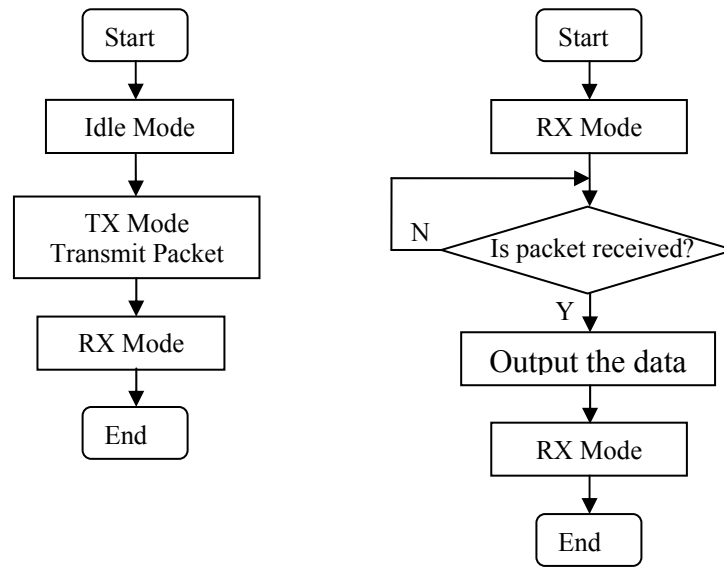 Start
Idle Mode
TX Mode
Transmit Packet
RX Mode
End
Start
RX Mode
Is packet received?
N
Y
Output the data
RX Mode
End